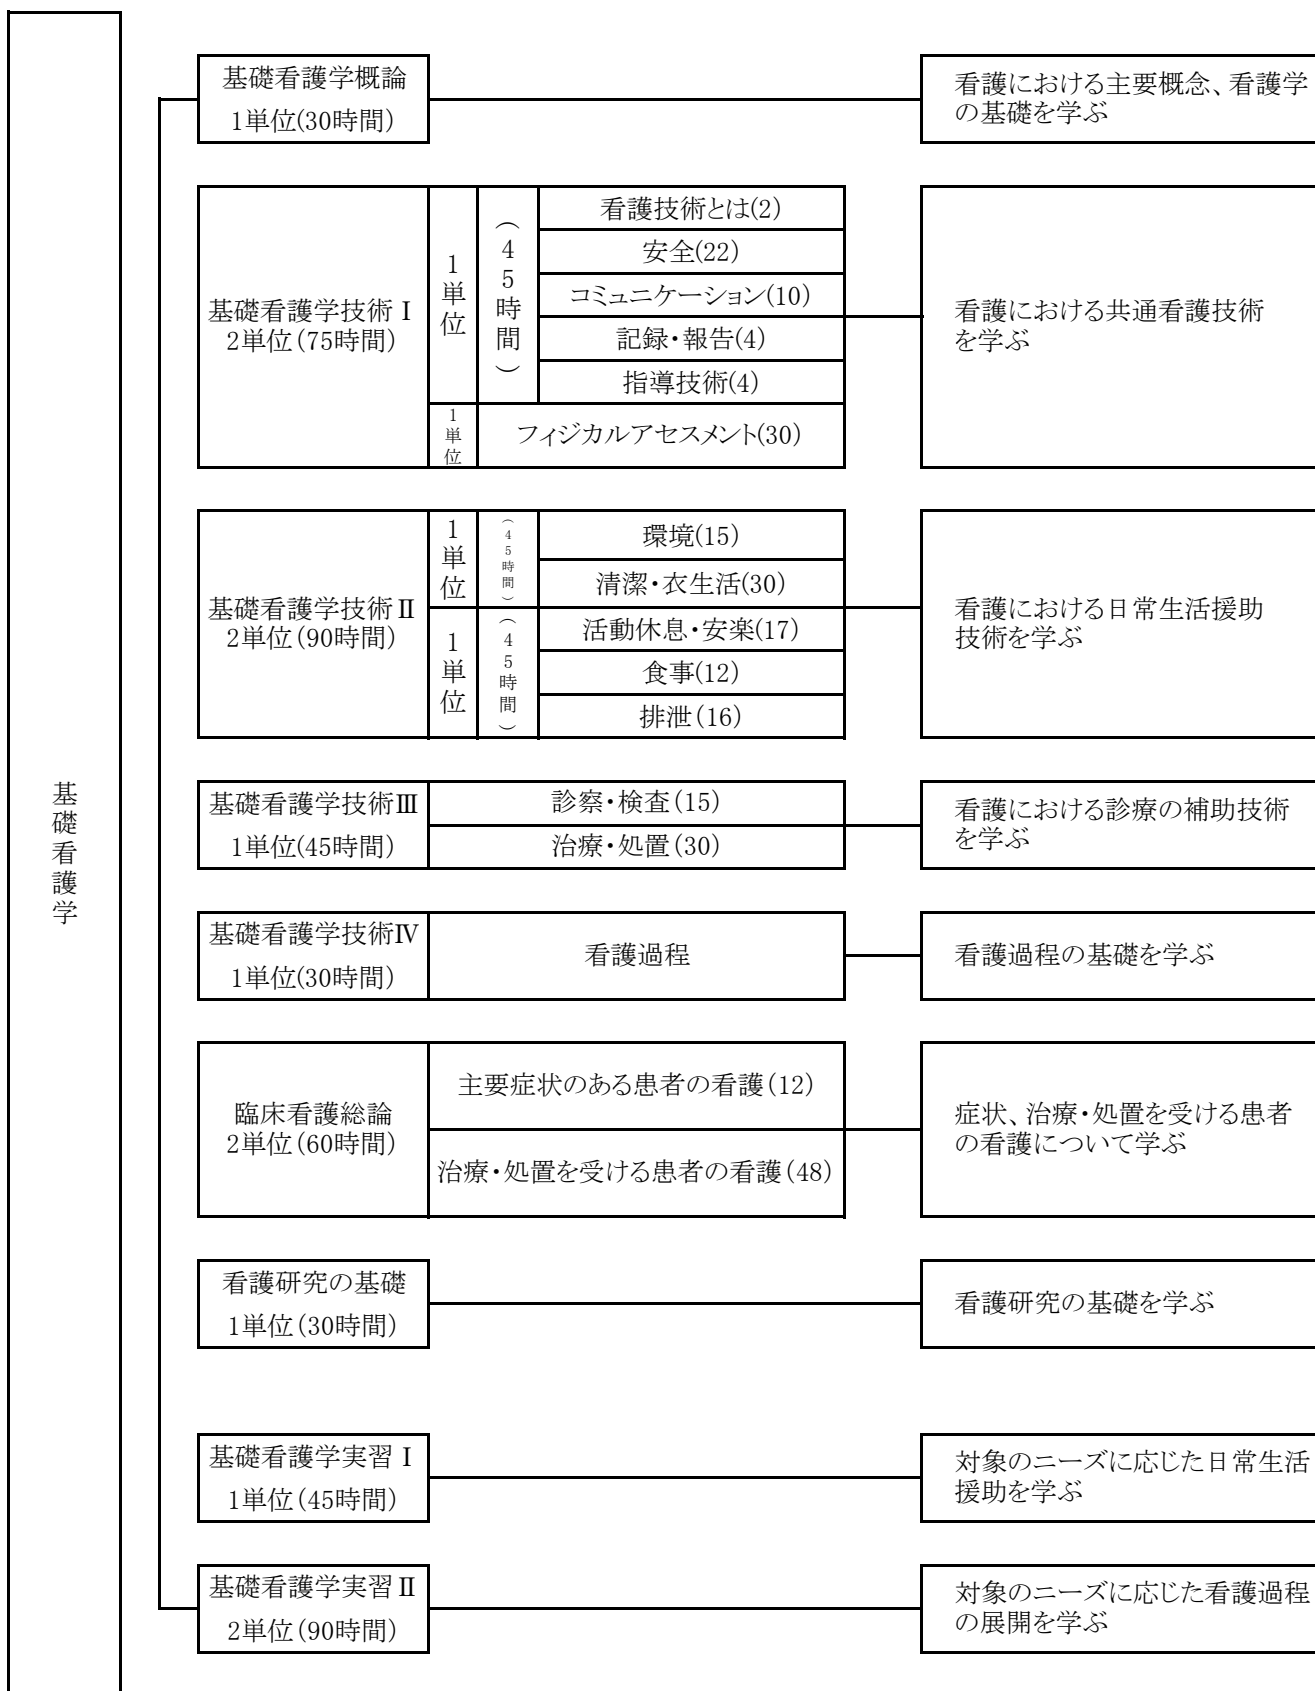 基礎看護学
基礎看護学概論
1単位(30時間)
看護における主要概念、看護学
の基礎を学ぶ
基礎看護学技術Ⅰ
2単位(75時間)
1単位
(45時間)
看護技術とは(2)
安全(22)
コミュニケーション(10)
記録・報告(4)
指導技術(4)
1単位
フィジカルアセスメント(30)
看護における共通看護技術
を学ぶ
基礎看護学技術Ⅱ
2単位(90時間)
1単位
(45時間)
環境(15)
清潔・衣生活(30)
1単位
(45時間)
活動休息・安楽(17)
食事(12)
排泄(16)
看護における日常生活援助
技術を学ぶ
基礎看護学技術Ⅲ
1単位(45時間)
診察・検査(15)
治療・処置(30)
看護における診療の補助技術
を学ぶ
基礎看護学技術Ⅳ
1単位(30時間)
看護過程
看護過程の基礎を学ぶ
臨床看護総論
2単位(60時間)
主要症状のある患者の看護(12)
治療・処置を受ける患者の看護(48)
症状、治療・処置を受ける患者
の看護について学ぶ
看護研究の基礎
1単位(30時間)
看護研究の基礎を学ぶ
基礎看護学実習Ⅰ
1単位(45時間)
対象のニーズに応じた日常生活
援助を学ぶ
基礎看護学実習Ⅱ
2単位(90時間)
対象のニーズに応じた看護過程
の展開を学ぶ